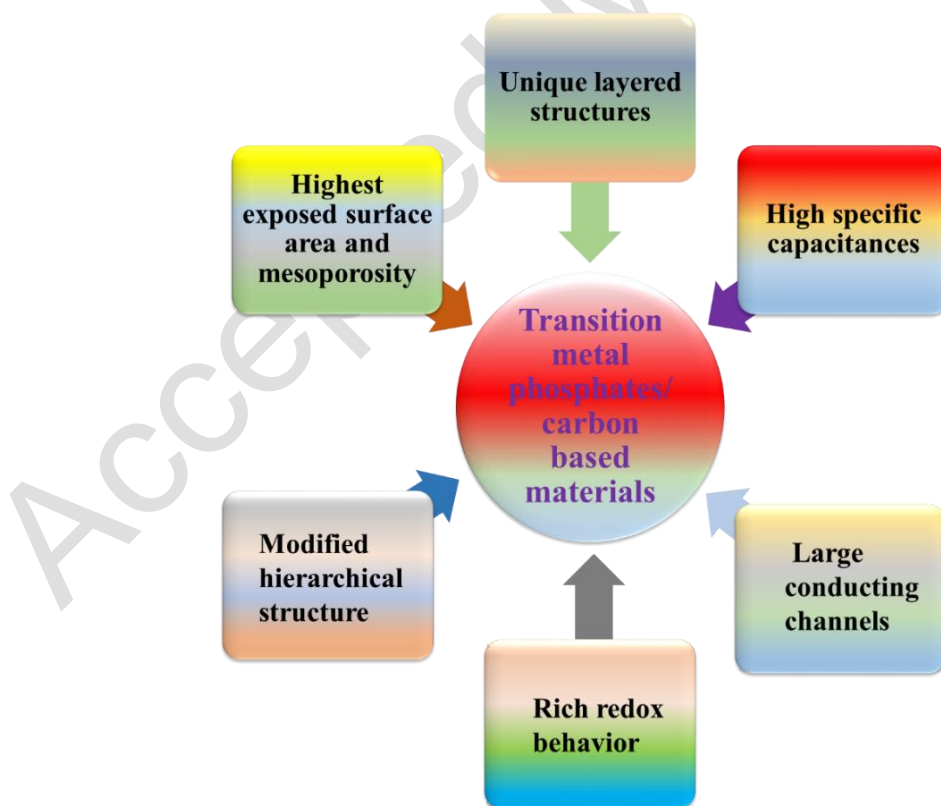 Unique layered
structures
Highest
exposed surface
area and
mesoporosity
High specific
capacitances
Transition
metal
phosphates/
carbon
based
materials
Modified
hierarchical
structure
Large
conducting
channels
Rich redox
behavior
Accepted